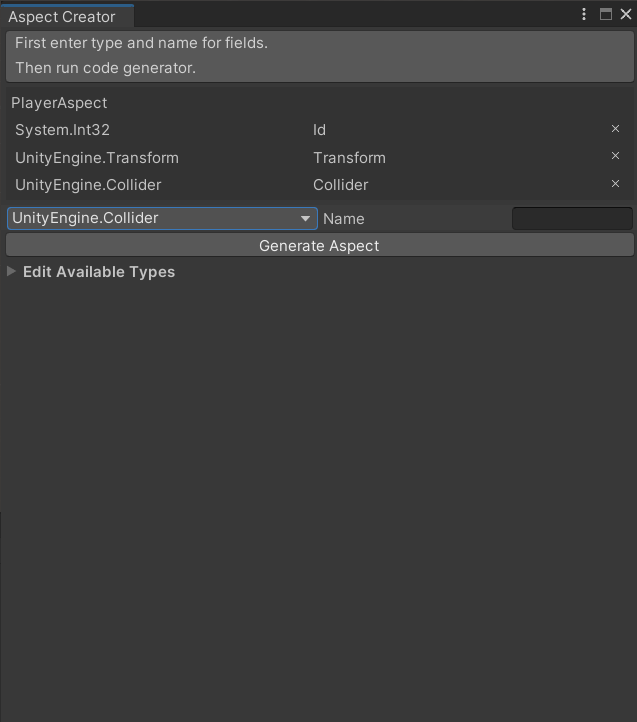 Aspect Creator
First enter type and name for fields.
Then run code generator.
PlayerAspect
System.Int32 Id
UnityEngine.Transform Transform
UnityEngine.Collider Collider
UnityEngine.Collider Name
Generate Aspect
Edit Available Types